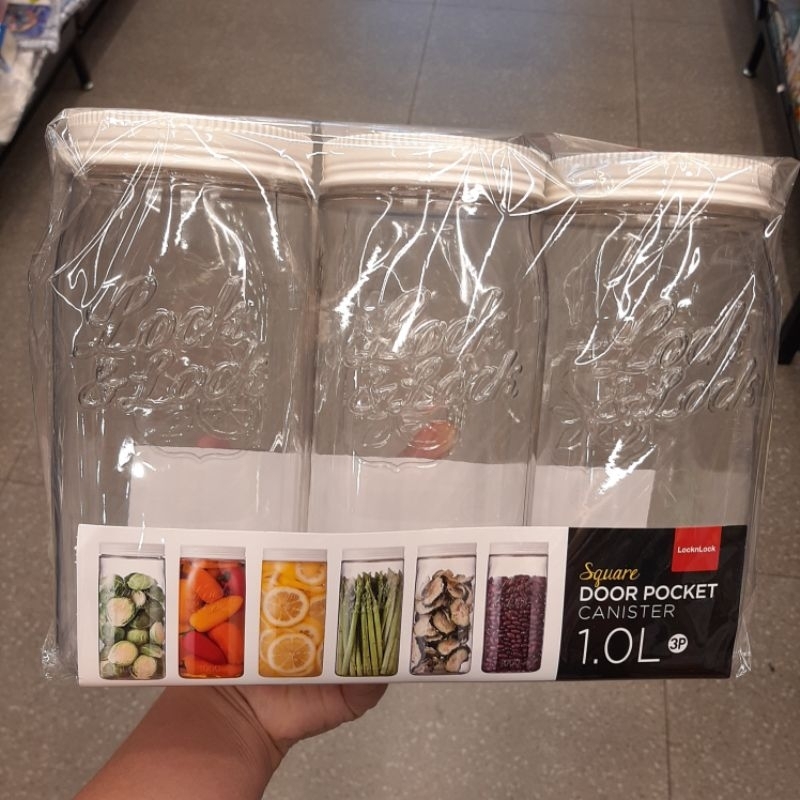 Lock
& Lock
Lock
& Lock
Lock
& Lock
LocknLock
Square
DOOR POCKET
CANISTER
1.0L 3P